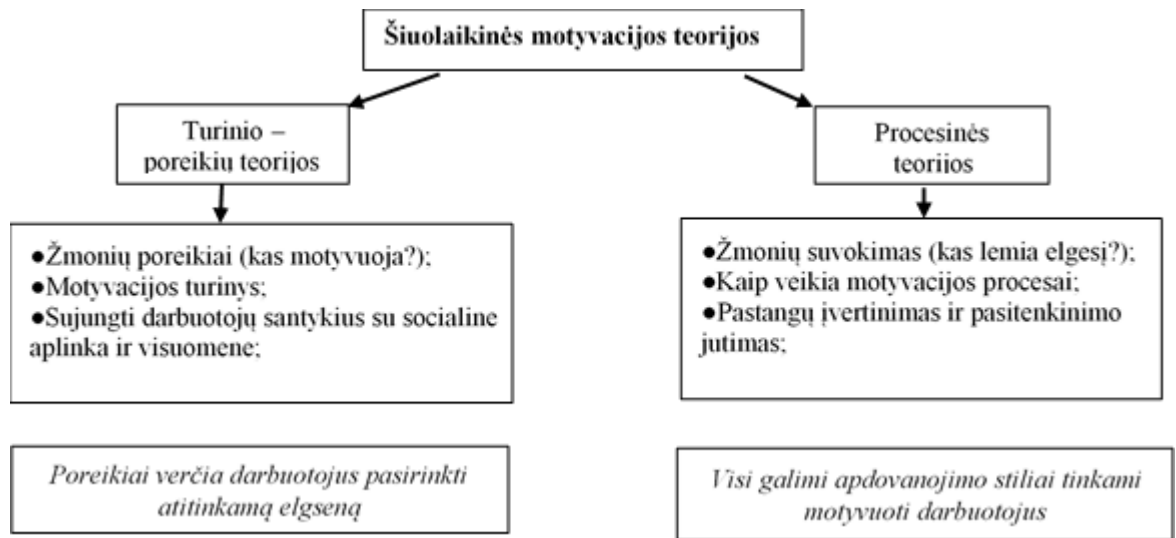 Šiuolaikinės motyvacijos teorijos
Turinio –
poreikių teorijos
Procesinės
teorijos
●Žmonių poreikiai (kas motyvuoja?);
●Motyvacijos turinys;
●Sujungti darbuotojų santykius su socialine
aplinka ir visuomene;
●Žmonių suvokimas (kas lemia elgesį?);
●Kaip veikia motyvacijos procesai;
●Pastangų įvertinimas ir pasitenkinimo
jutimas;
Poreikiai verčia darbuotojus pasirinkti
atitinkamą elgseną
Visi galimi apdovanojimo stiliai tinkami
motyvuoti darbuotojus